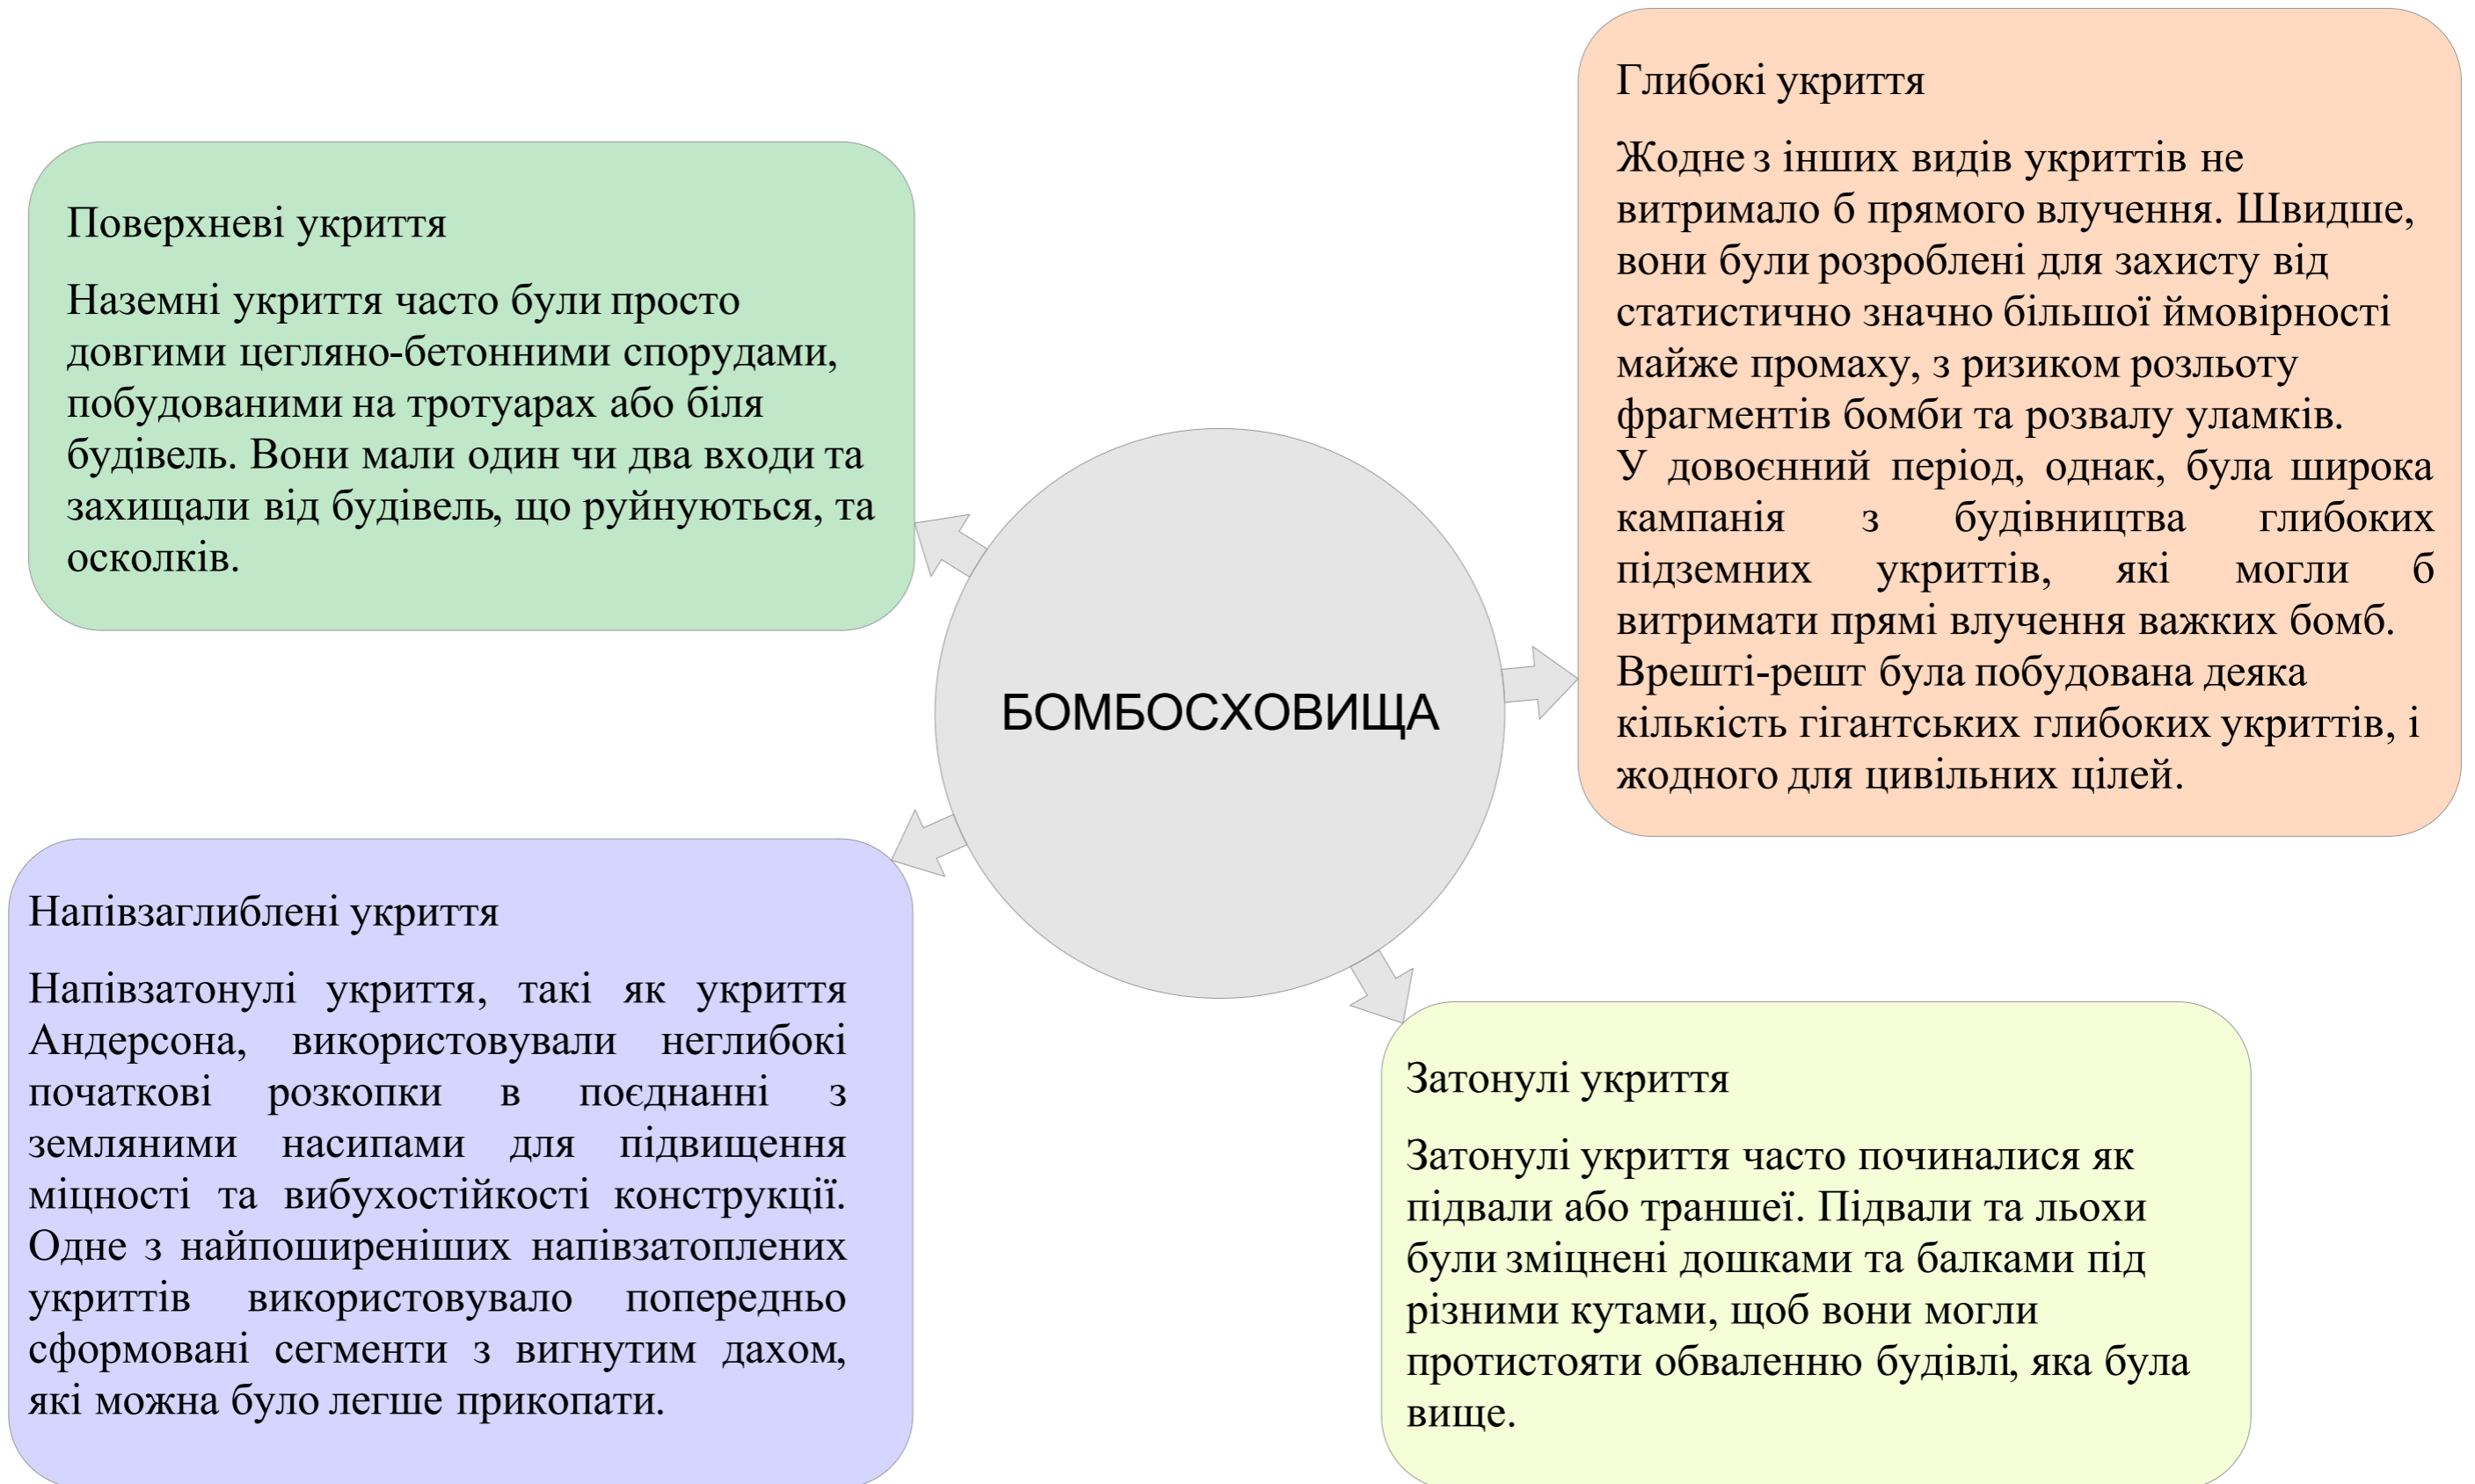 Поверхневі укриття
Наземні укриття часто були просто
довгими цегляно-бетонними спорудами,
побудованими на тротуарах або біля
будівель. Вони мали один чи два входи та
захищали від будівель, що руйнуються, та
осколків.
Глибокі укриття
Жодне з інших видів укриттів не
витримало б прямого влучення. Швидше,
вони були розроблені для захисту від
статистично значно більшої ймовірності
майже промаху, з ризиком розльоту
фрагментів бомби та розвалу уламків.
У довоєнний період, однак, була широка
кампанія з будівництва глибоких
підземних укриттів, які могли б
витримати прямі влучення важких бомб.
Врешті-решт була побудована деяка
кількість гігантських глибоких укриттів, і
жодного для цивільних цілей.
БОМБОСХОВИЩА
Напівзаглиблені укриття
Напівзатонулі укриття, такі як укриття
Андерсона, використовували неглибокі
початкові розкопки в поєднанні з
земляними насипами для підвищення
міцності та вибухостійкості конструкції.
Одне з найпоширеніших напівзатоплених
укриттів використовувало попередньо
сформовані сегменти з вигнутим дахом,
які можна було легше прикопати.
Затонулі укриття
Затонулі укриття часто починалися як
підвали або траншеї. Підвали та льохи
були зміцнені дошками та балками під
різними кутами, щоб вони могли
протистояти обваленню будівлі, яка була
вище.